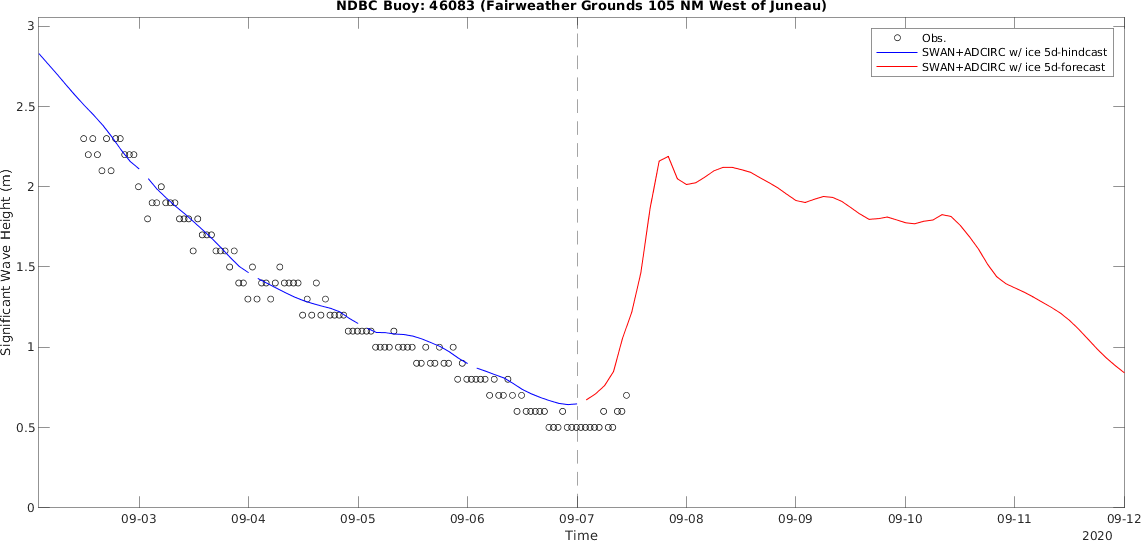 NDBC Buoy: 46083 (Fairweather Grounds 105 NM West of Juneau)
Obs.
SWAN+ADCIRC w/ ice 5d-hindcast
SWAN+ADCIRC w/ ice 5d-forecast
Significant Wave Height (m)
3
2.5
2
1.5
1
0.5
0
09-03 09-04 09-05 09-06 09-07 09-08 09-09 09-10 09-11 09-12
Time
2020